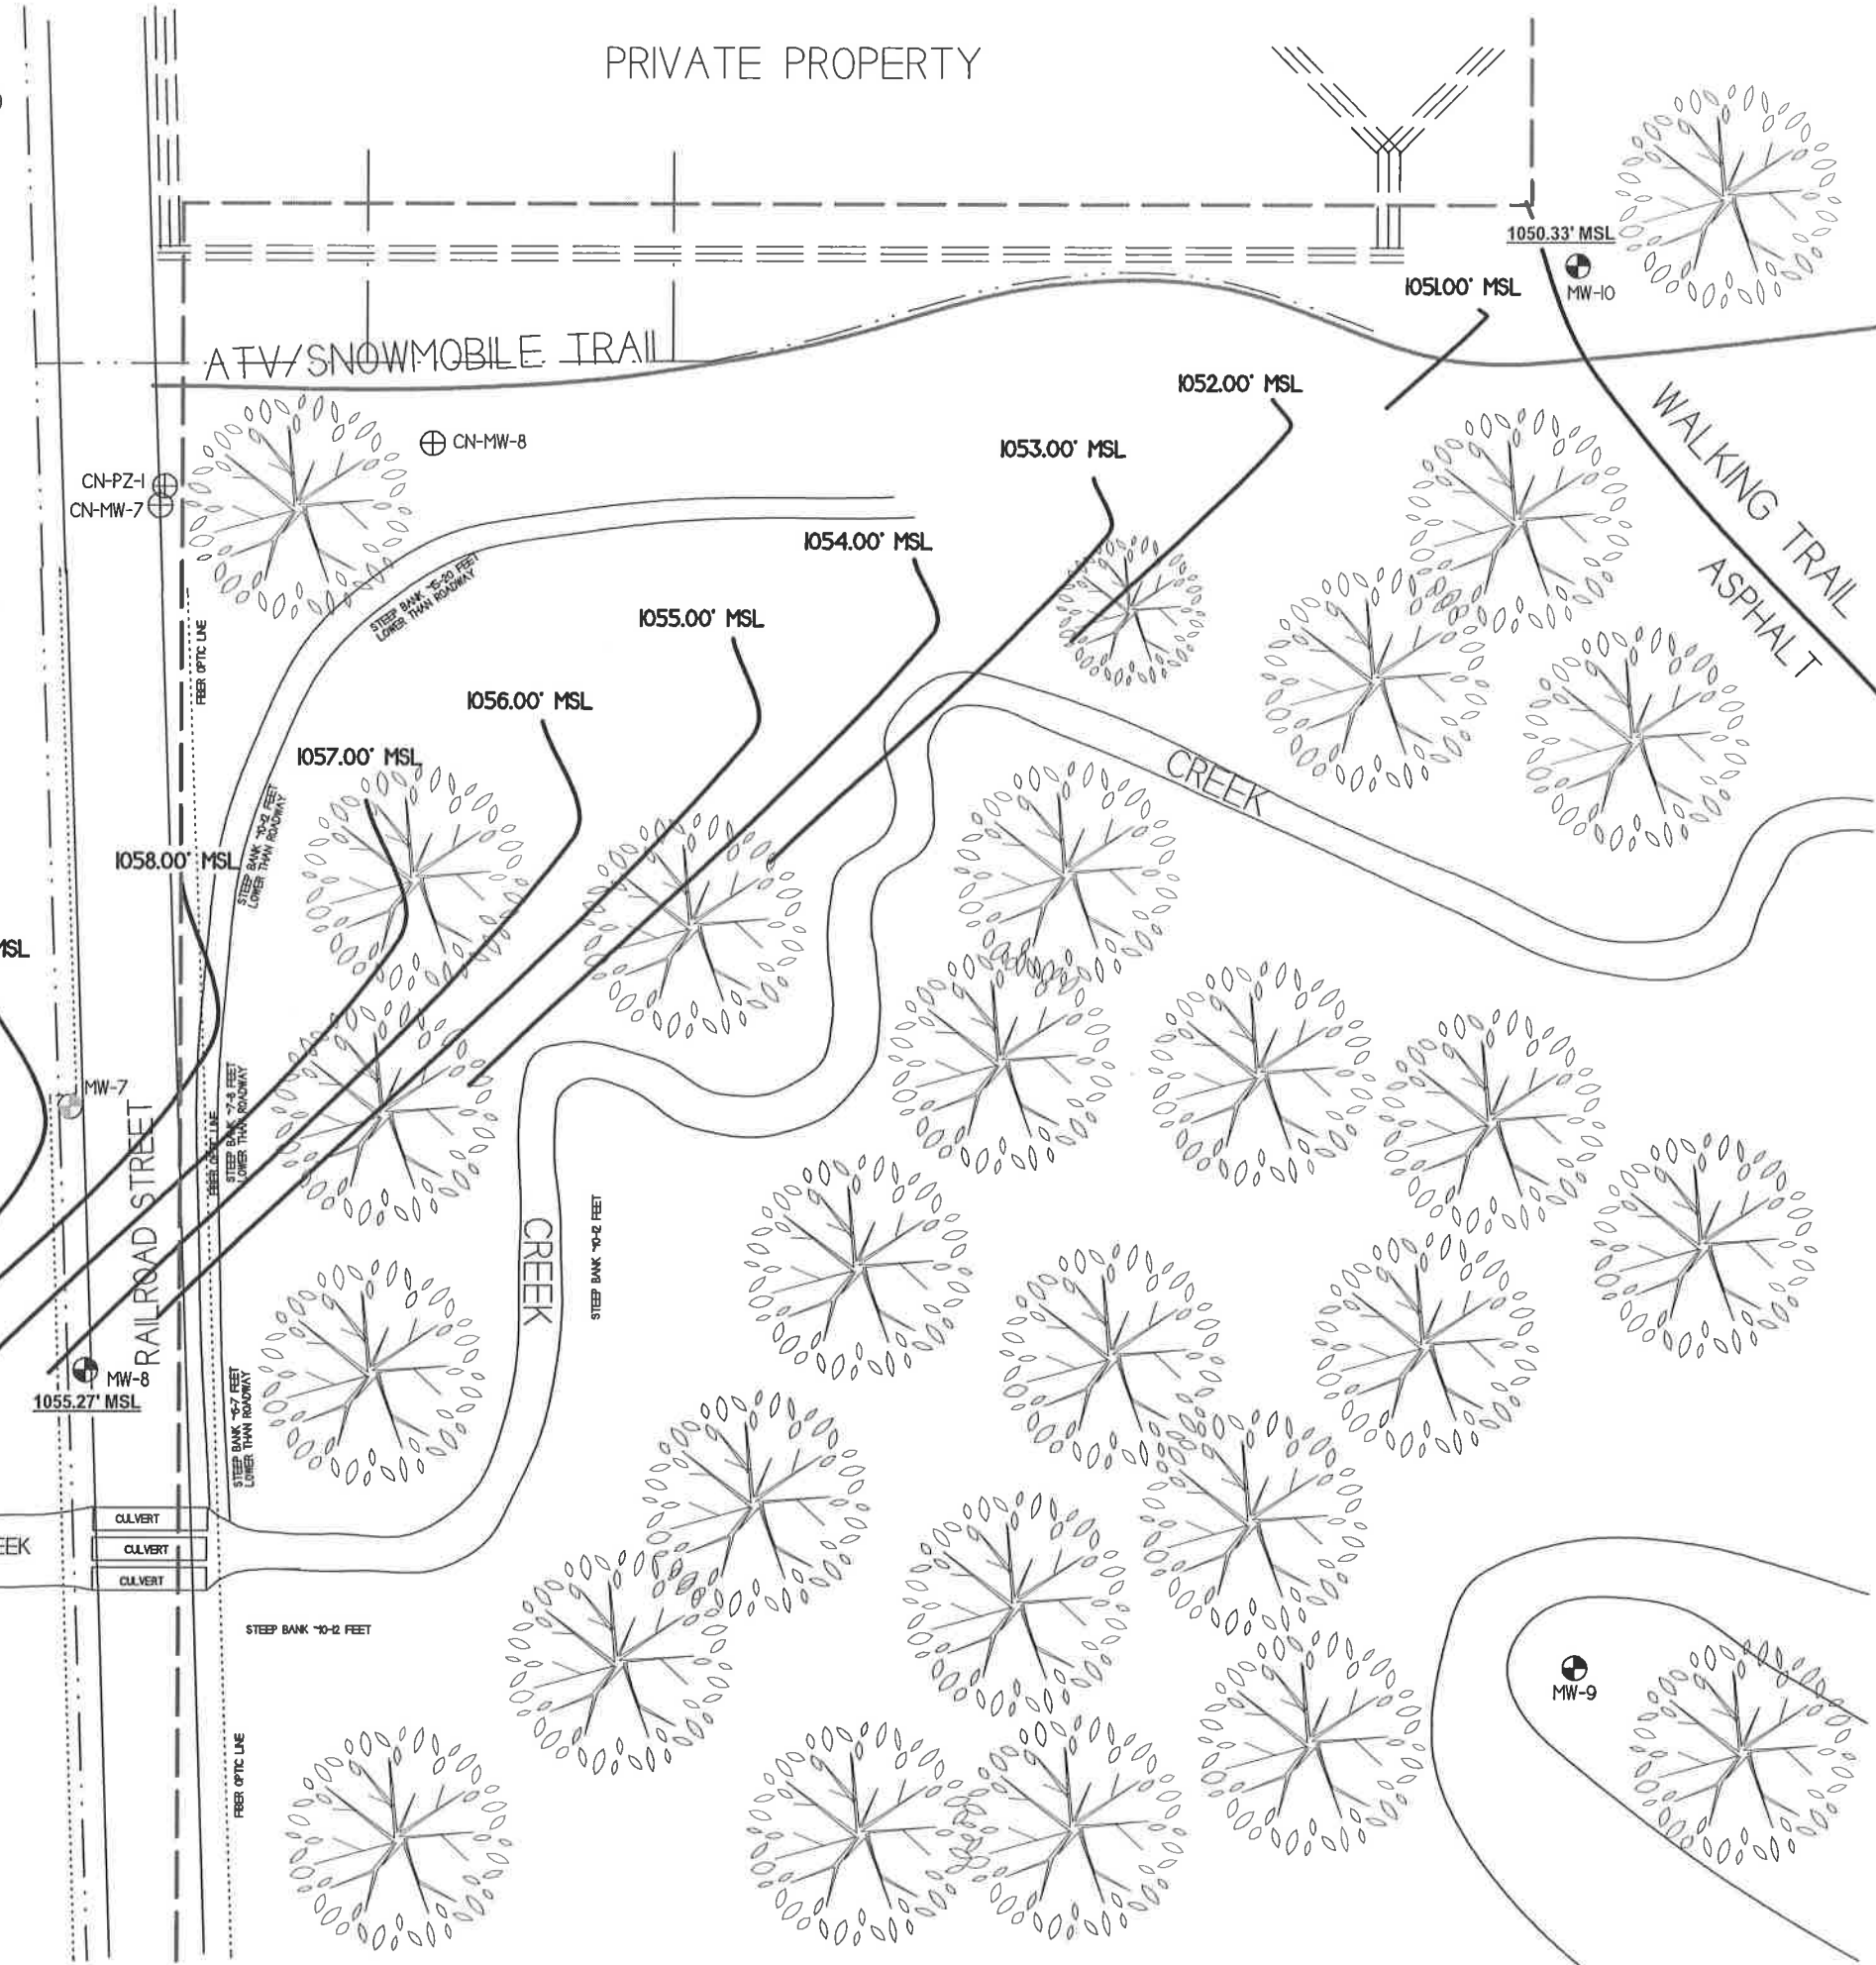 PRIVATE PROPERTY
1050.33' MSL
MW-10
1051.00' MSL
ATV/SNOWMOBILE TRAIL
1052.00' MSL
WALKING TRAIL
ASPHALT
CN-MW-8
1053.00' MSL
CN-PZ-1
CN-MW-7
1054.00' MSL
STEEP BANK ~15-20 FEET
LOWER THAN ROADWAY
FIBER OPTIC LINE
1055.00' MSL
1056.00' MSL
1057.00' MSL
CREEK
STEEP BANK ~10-12 FEET
LOWER THAN ROADWAY
1058.00' MSL
MSL
MW-7
RAILROAD STREET
FIBER OPTIC LINE
STEEP BANK ~7-8 FEET
LOWER THAN ROADWAY
CREEK
STEEP BANK ~10-12 FEET
MW-8
1055.27' MSL
STEEP BANK ~6-7 FEET
LOWER THAN ROADWAY
CULVERT
CULVERT
CULVERT
EEK
STEEP BANK ~10-12 FEET
MW-9
FIBER OPTIC LINE